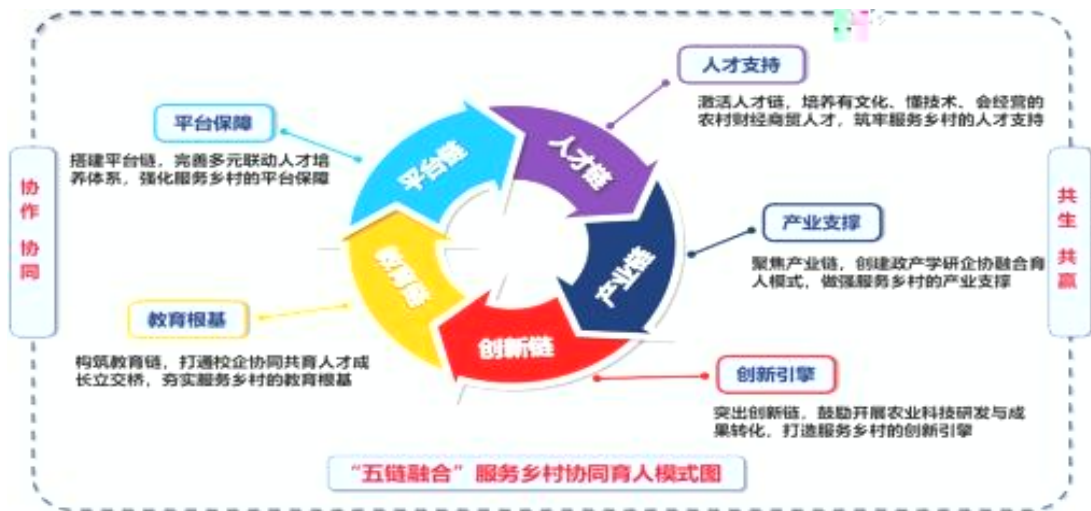 人才支持
激活人才链，培养有文化、懂技术、会经营的
农村财经商贸人才，筑牢服务乡村的人才支持
平台保障
搭建平台链，完善多元联动人才培
养体系，强化服务乡村的平台保障
平台链
人才链
协作 协同
共生 共赢
产业支撑
聚焦产业链，创建政产学研企协融合育
人模式，做强服务乡村的产业支撑
教育链
产业链
教育根基
构筑教育链，打通校企协同共育人才成
长立交桥，夯实服务乡村的教育根基
创新链
创新引擎
突出创新链，鼓励开展农业科技研发与成
果转化，打造服务乡村的创新引擎
“五链融合”服务乡村协同育人模式图